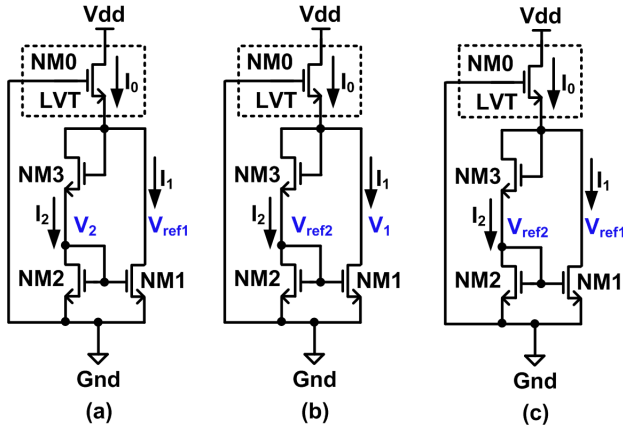 Vdd
NM0
LVT
I0
NM3
I1
I2
V2
Vref1
NM2
NM1
Gnd
(a)
Vdd
NM0
LVT
I0
NM3
I1
I2
Vref2
V1
NM2
NM1
Gnd
(b)
Vdd
NM0
LVT
I0
NM3
I1
I2
Vref2
Vref1
NM2
NM1
Gnd
(c)